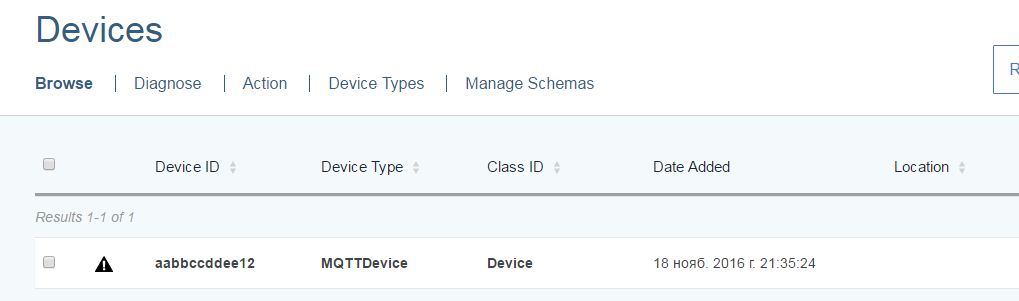 Devices
Browse Diagnose Action Device Types Manage Schemas
Device ID Device Type Class ID Date Added Location
Results 1-1 of 1
aabbccddee12 MQTTDevice Device 18 нояб. 2016 г. 21:35:24